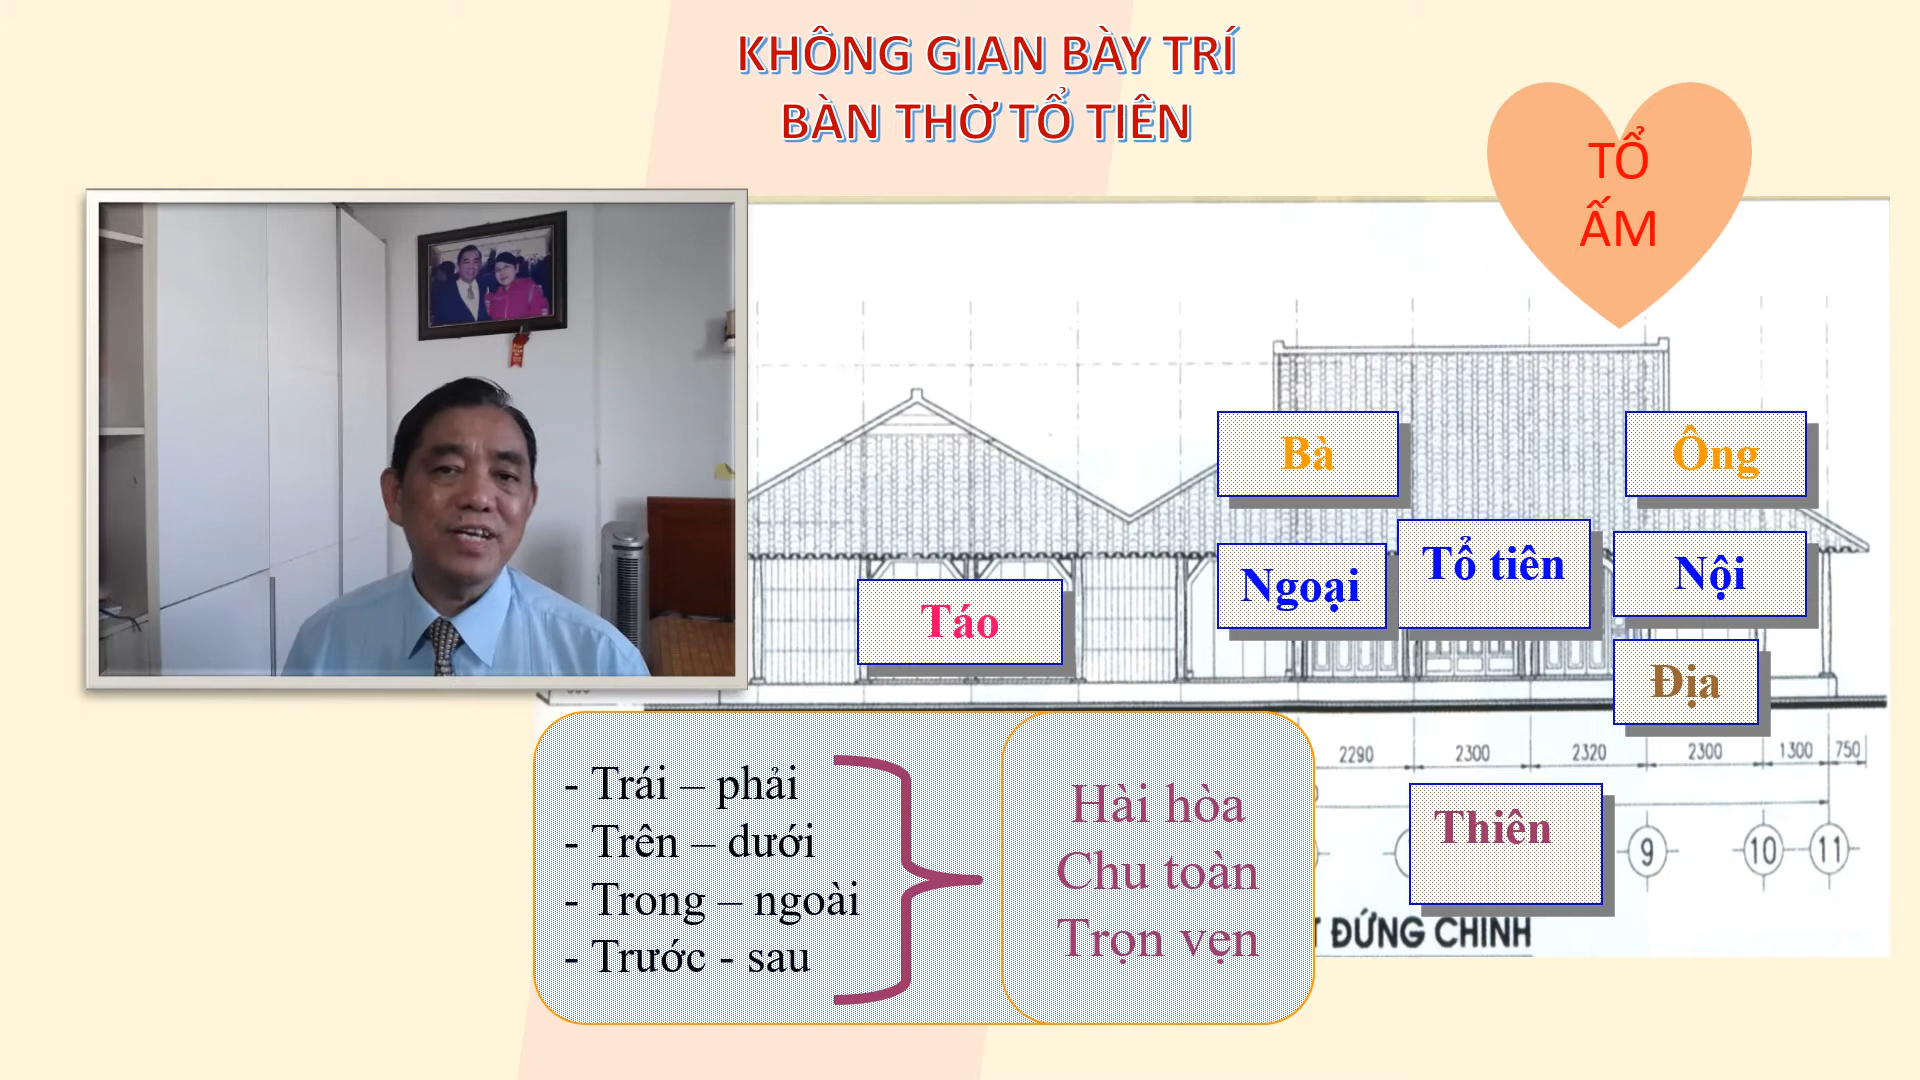 KHÔNG GIAN BÀY TRÍ
BÀN THỜ TỔ TIÊN
TỔ
ẤM
Bà
Ông
Ngoại
Tổ tiên
Nội
Táo
Địa
2290
2300
2320
2300
1300
750
- Trái – phải
- Trên – dưới
- Trong – ngoài
- Trước - sau
Hài hòa
Chu toàn
Trọn vẹn
Thiên
9
10
11
ĐỨNG CHÍNH